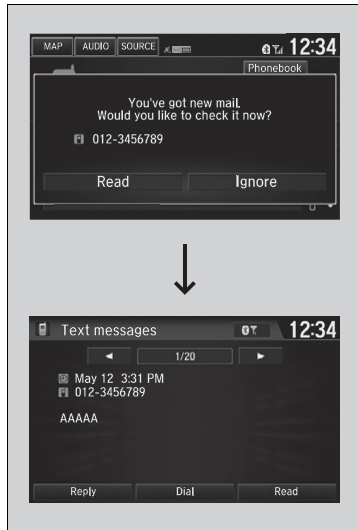 MAP AUDIO SOURCE 12:34
Phonebook
You've got new mail.
Would you like to check it now?
012-3456789
Read Ignore
Text messages 12:34
1/20
May 12 3:31 PM
012-3456789
AAAAA
Reply Dial Read